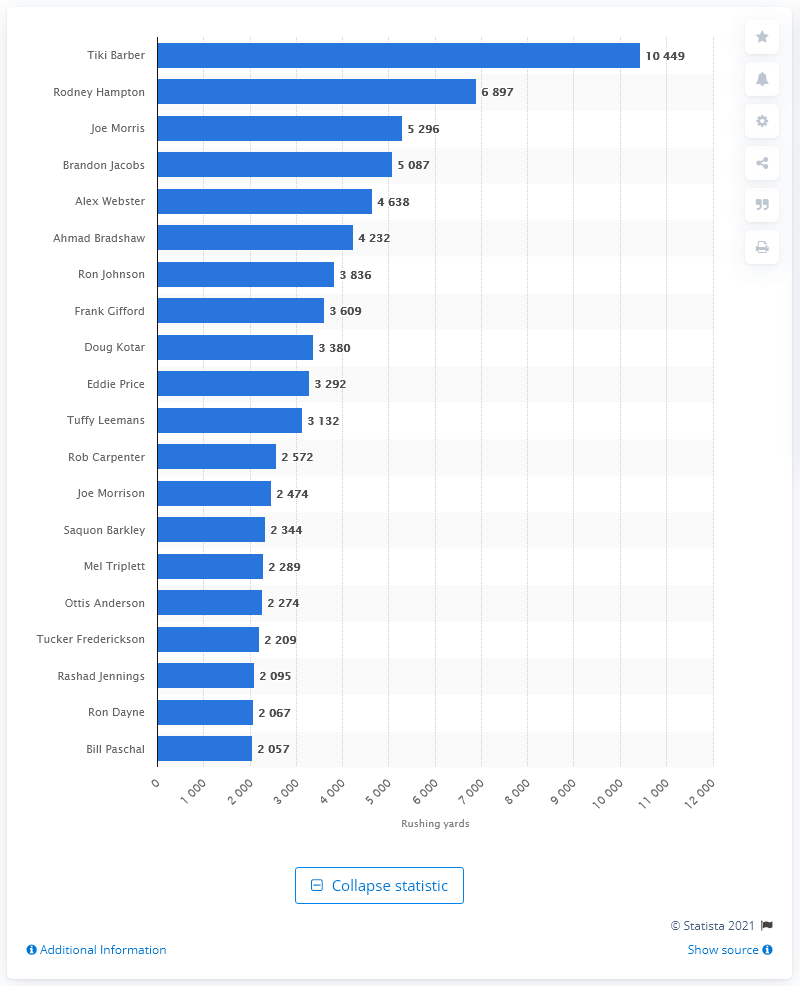 Tiki Barber 10 449
Rodney Hampton 6 897
Joe Morris 5 296
Brandon Jacobs 5 087
Alex Webster 4 638
Ahmad Bradshaw 4 232
Ron Johnson 3 836
Frank Gifford 3 609
Doug Kotar 3 380
Eddie Price 3 292
Tuffy Leemans 3 132
Rob Carpenter 2 572
Joe Morrison 2 474
Saquon Barkley 2 344
Mel Triplett 2 289
Ottis Anderson 2 274
Tucker Frederickson 2 209
Rashad Jennings 2 095
Ron Dayne 2 067
Bill Paschal 2 057
0 1 000 2 000 3 000 4 000 5 000 6 000 7 000 8 000 9 000 10 000 11 000 12 000
Rushing yards
Collapse statistic
© Statista 2021
Additional Information Show source